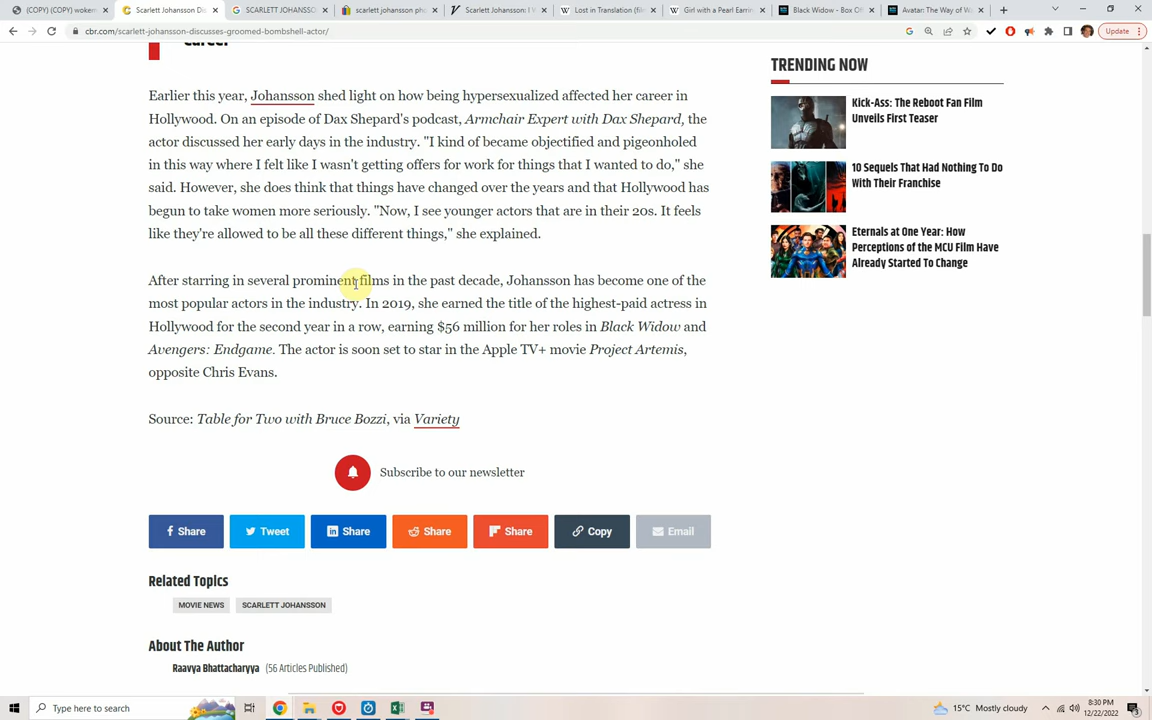 (COPY) (COPY) wokem
Scarlett Johansson Dis
SCARLETT JOHANSSON
scarlett johansson pho
Scarlett Johansson: I W
Lost in Translation (film
Girl with a Pearl Earrin
Black Widow - Box Of
Avatar: The Way of Wa
cbr.com/scarlett-johansson-discusses-groomed-bombshell-actor/
Update
Career
Earlier this year, Johansson shed light on how being hypersexualized affected her career in
Hollywood. On an episode of Dax Shepard's podcast, Armchair Expert with Dax Shepard, the
actor discussed her early days in the industry. "I kind of became objectified and pigeonholed
in this way where I felt like I wasn't getting offers for work for things that I wanted to do," she
said. However, she does think that things have changed over the years and that Hollywood has
begun to take women more seriously. "Now, I see younger actors that are in their 20s. It feels
like they're allowed to be all these different things," she explained.
After starring in several prominent films in the past decade, Johansson has become one of the
most popular actors in the industry. In 2019, she earned the title of the highest-paid actress in
Hollywood for the second year in a row, earning $56 million for her roles in Black Widow and
Avengers: Endgame. The actor is soon set to star in the Apple TV+ movie Project Artemis,
opposite Chris Evans.
Source: Table for Two with Bruce Bozzi, via Variety
Subscribe to our newsletter
Share
Tweet
Share
Share
Share
Copy
Email
Related Topics
MOVIE NEWS
SCARLETT JOHANSSON
About The Author
Raavya Bhattacharyya (56 Articles Published)
TRENDING NOW
Kick-Ass: The Reboot Fan Film
Unveils First Teaser
10 Sequels That Had Nothing To Do
With Their Franchise
Eternals at One Year: How
Perceptions of the MCU Film Have
Already Started To Change
Type here to search
15°C Mostly cloudy
8:30 PM
12/22/2022
3